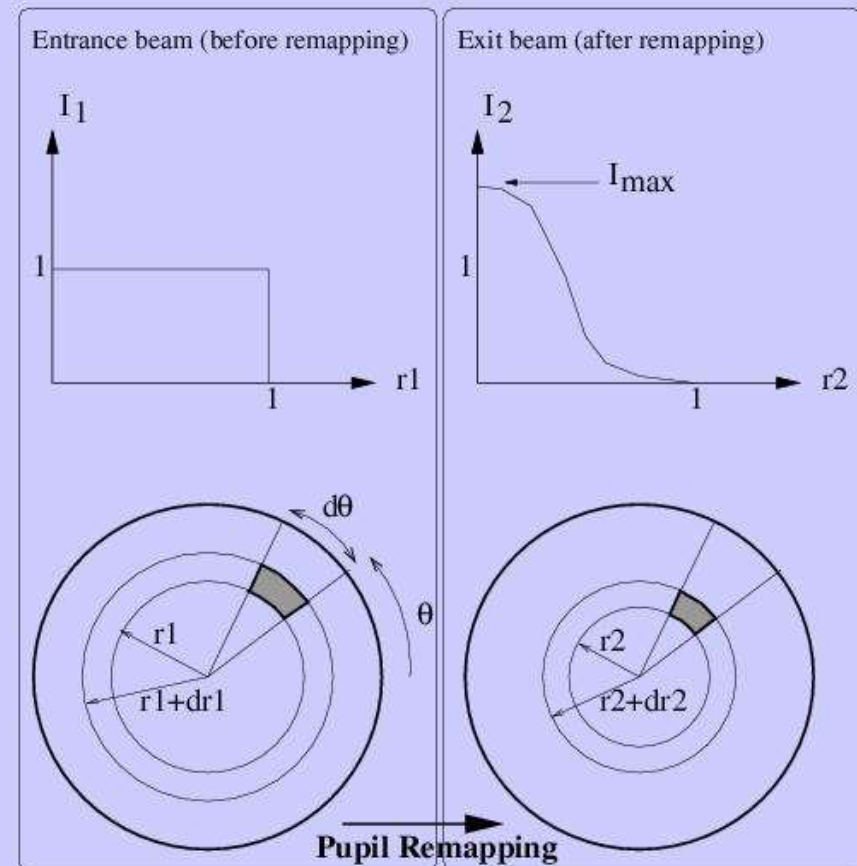 Entrance beam (before remapping)
I1
1
r1
1
Exit beam (after remapping)
I2
Imax
1
r2
1
dθ
θ
r1
r1+dr1
r2
r2+dr2
Pupil Remapping